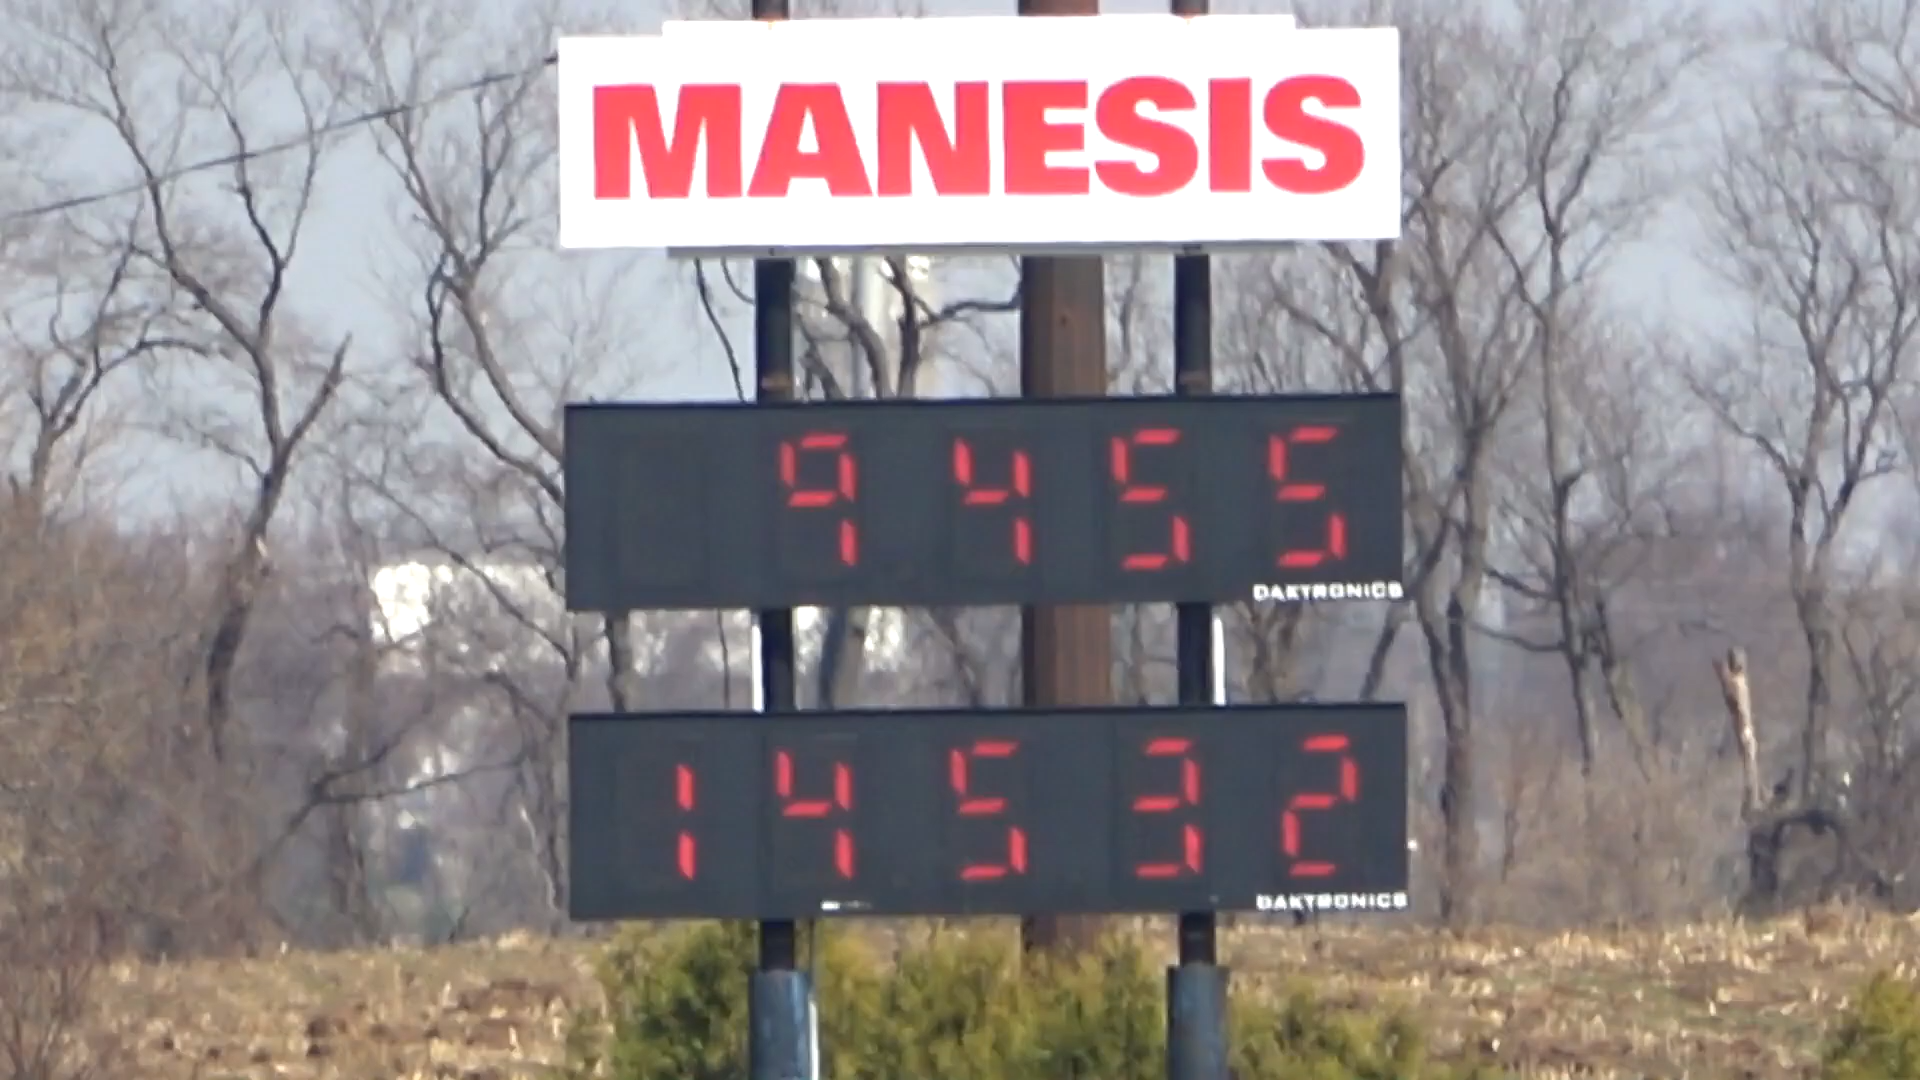 MANESIS
9455
DAKTRONICS
14532
DAKTRONICS